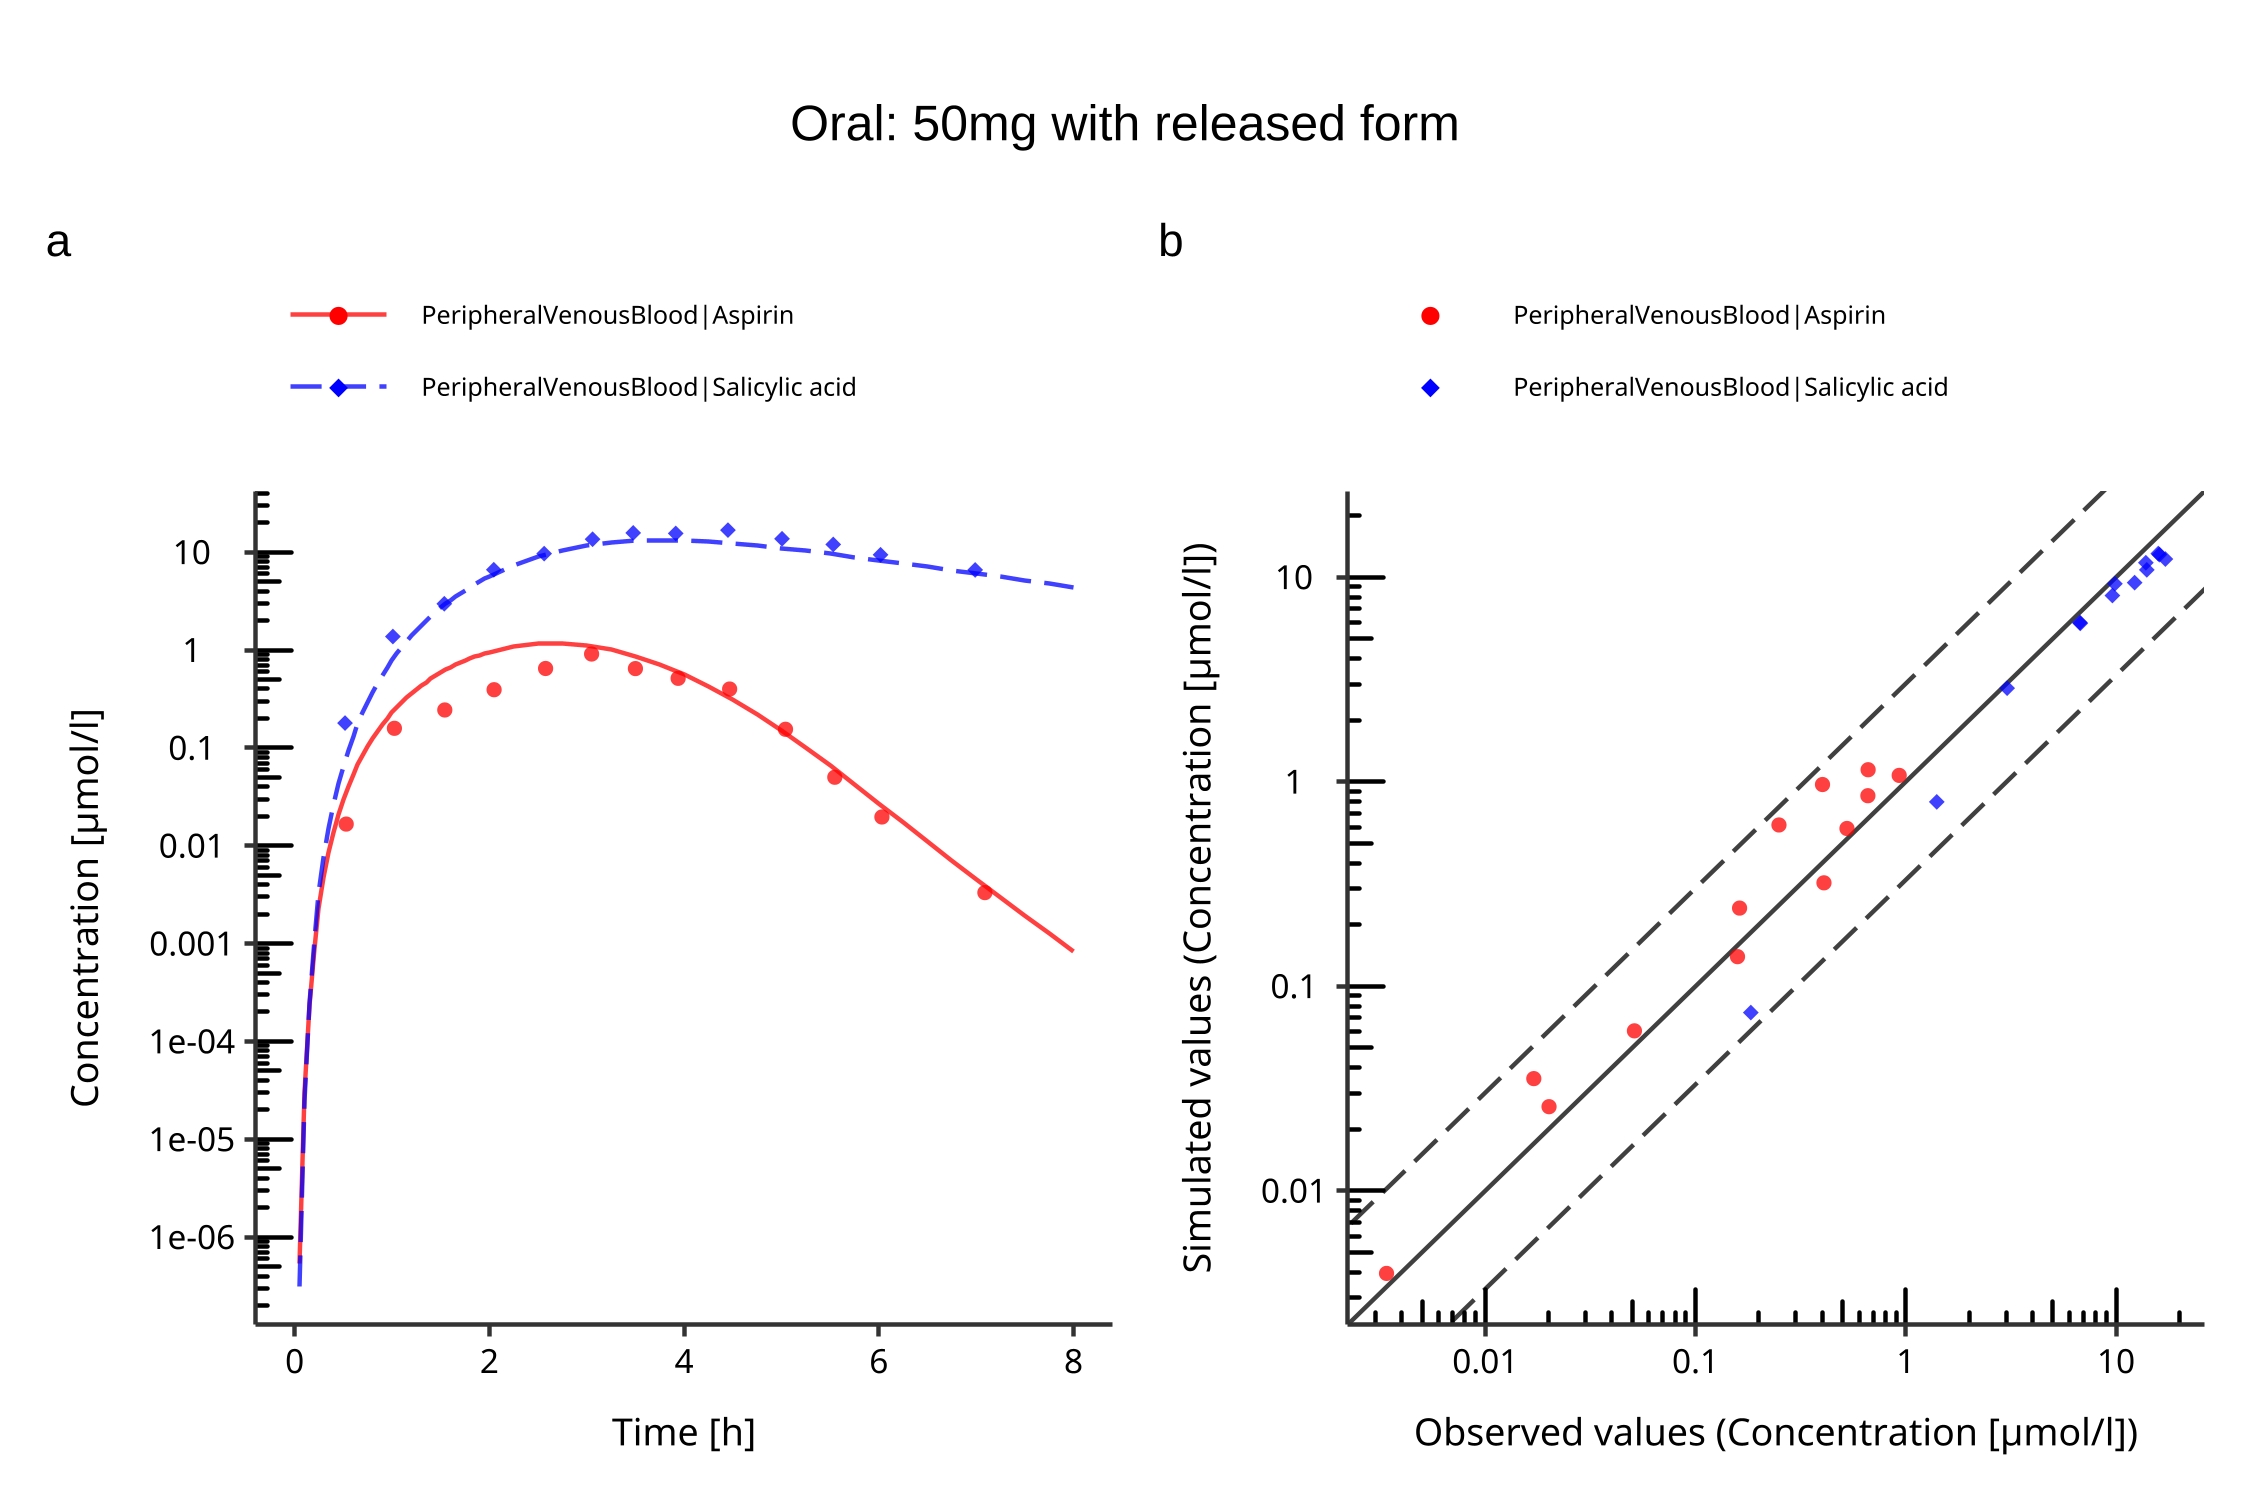 Oral: 50mg with released form
a
PeripheralVenousBlood|Aspirin
PeripheralVenousBlood|Salicylic acid
Concentration [µmol/l]
10
1
0.1
0.01
0.001
1e-04
1e-05
1e-06
0 2 4 6 8
Time [h]
b
PeripheralVenousBlood|Aspirin
PeripheralVenousBlood|Salicylic acid
Simulated values (Concentration [µmol/l])
10
1
0.1
0.01
0.01 0.1 1 10
Observed values (Concentration [µmol/l])